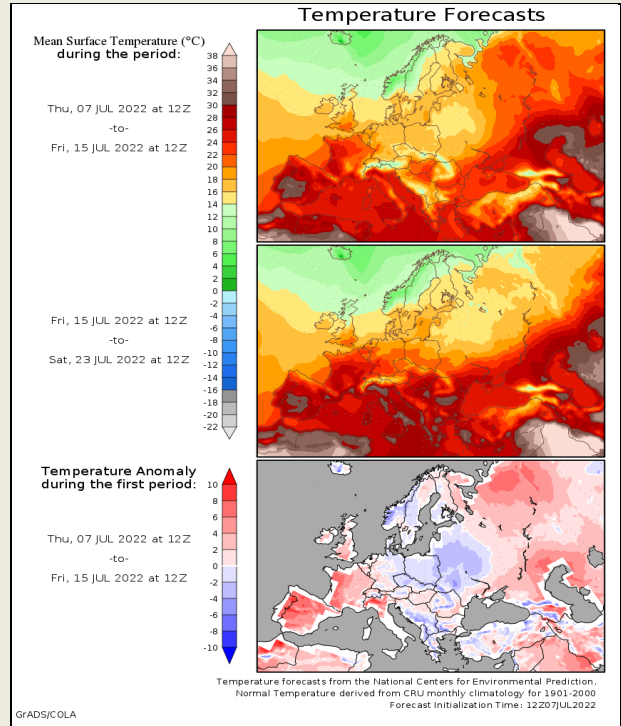 Temperature Forecasts
Mean Surface Temperature (°C)
during the period:
Thu, 07 JUL 2022 at 12Z
-to-
Fri, 15 JUL 2022 at 12Z
38
36
34
32
30
28
26
24
22
20
18
16
14
12
10
8
6
4
2
0
-2
-4
-6
-8
-10
-12
-14
-16
-18
-20
-22
Fri, 15 JUL 2022 at 12Z
-to-
Sat, 23 JUL 2022 at 12Z
Temperature Anomaly
during the first period:
10
8
6
4
2
0
-2
-4
-6
-8
-10
Thu, 07 JUL 2022 at 12Z
-to-
Fri, 15 JUL 2022 at 12Z
Temperature forecasts from the National Centers for Environmental Prediction.
Normal Temperature derived from CRU monthly climatology for 1901-2000
Forecast Initialization Time: 12Z07JUL2022
GrADS/COLA